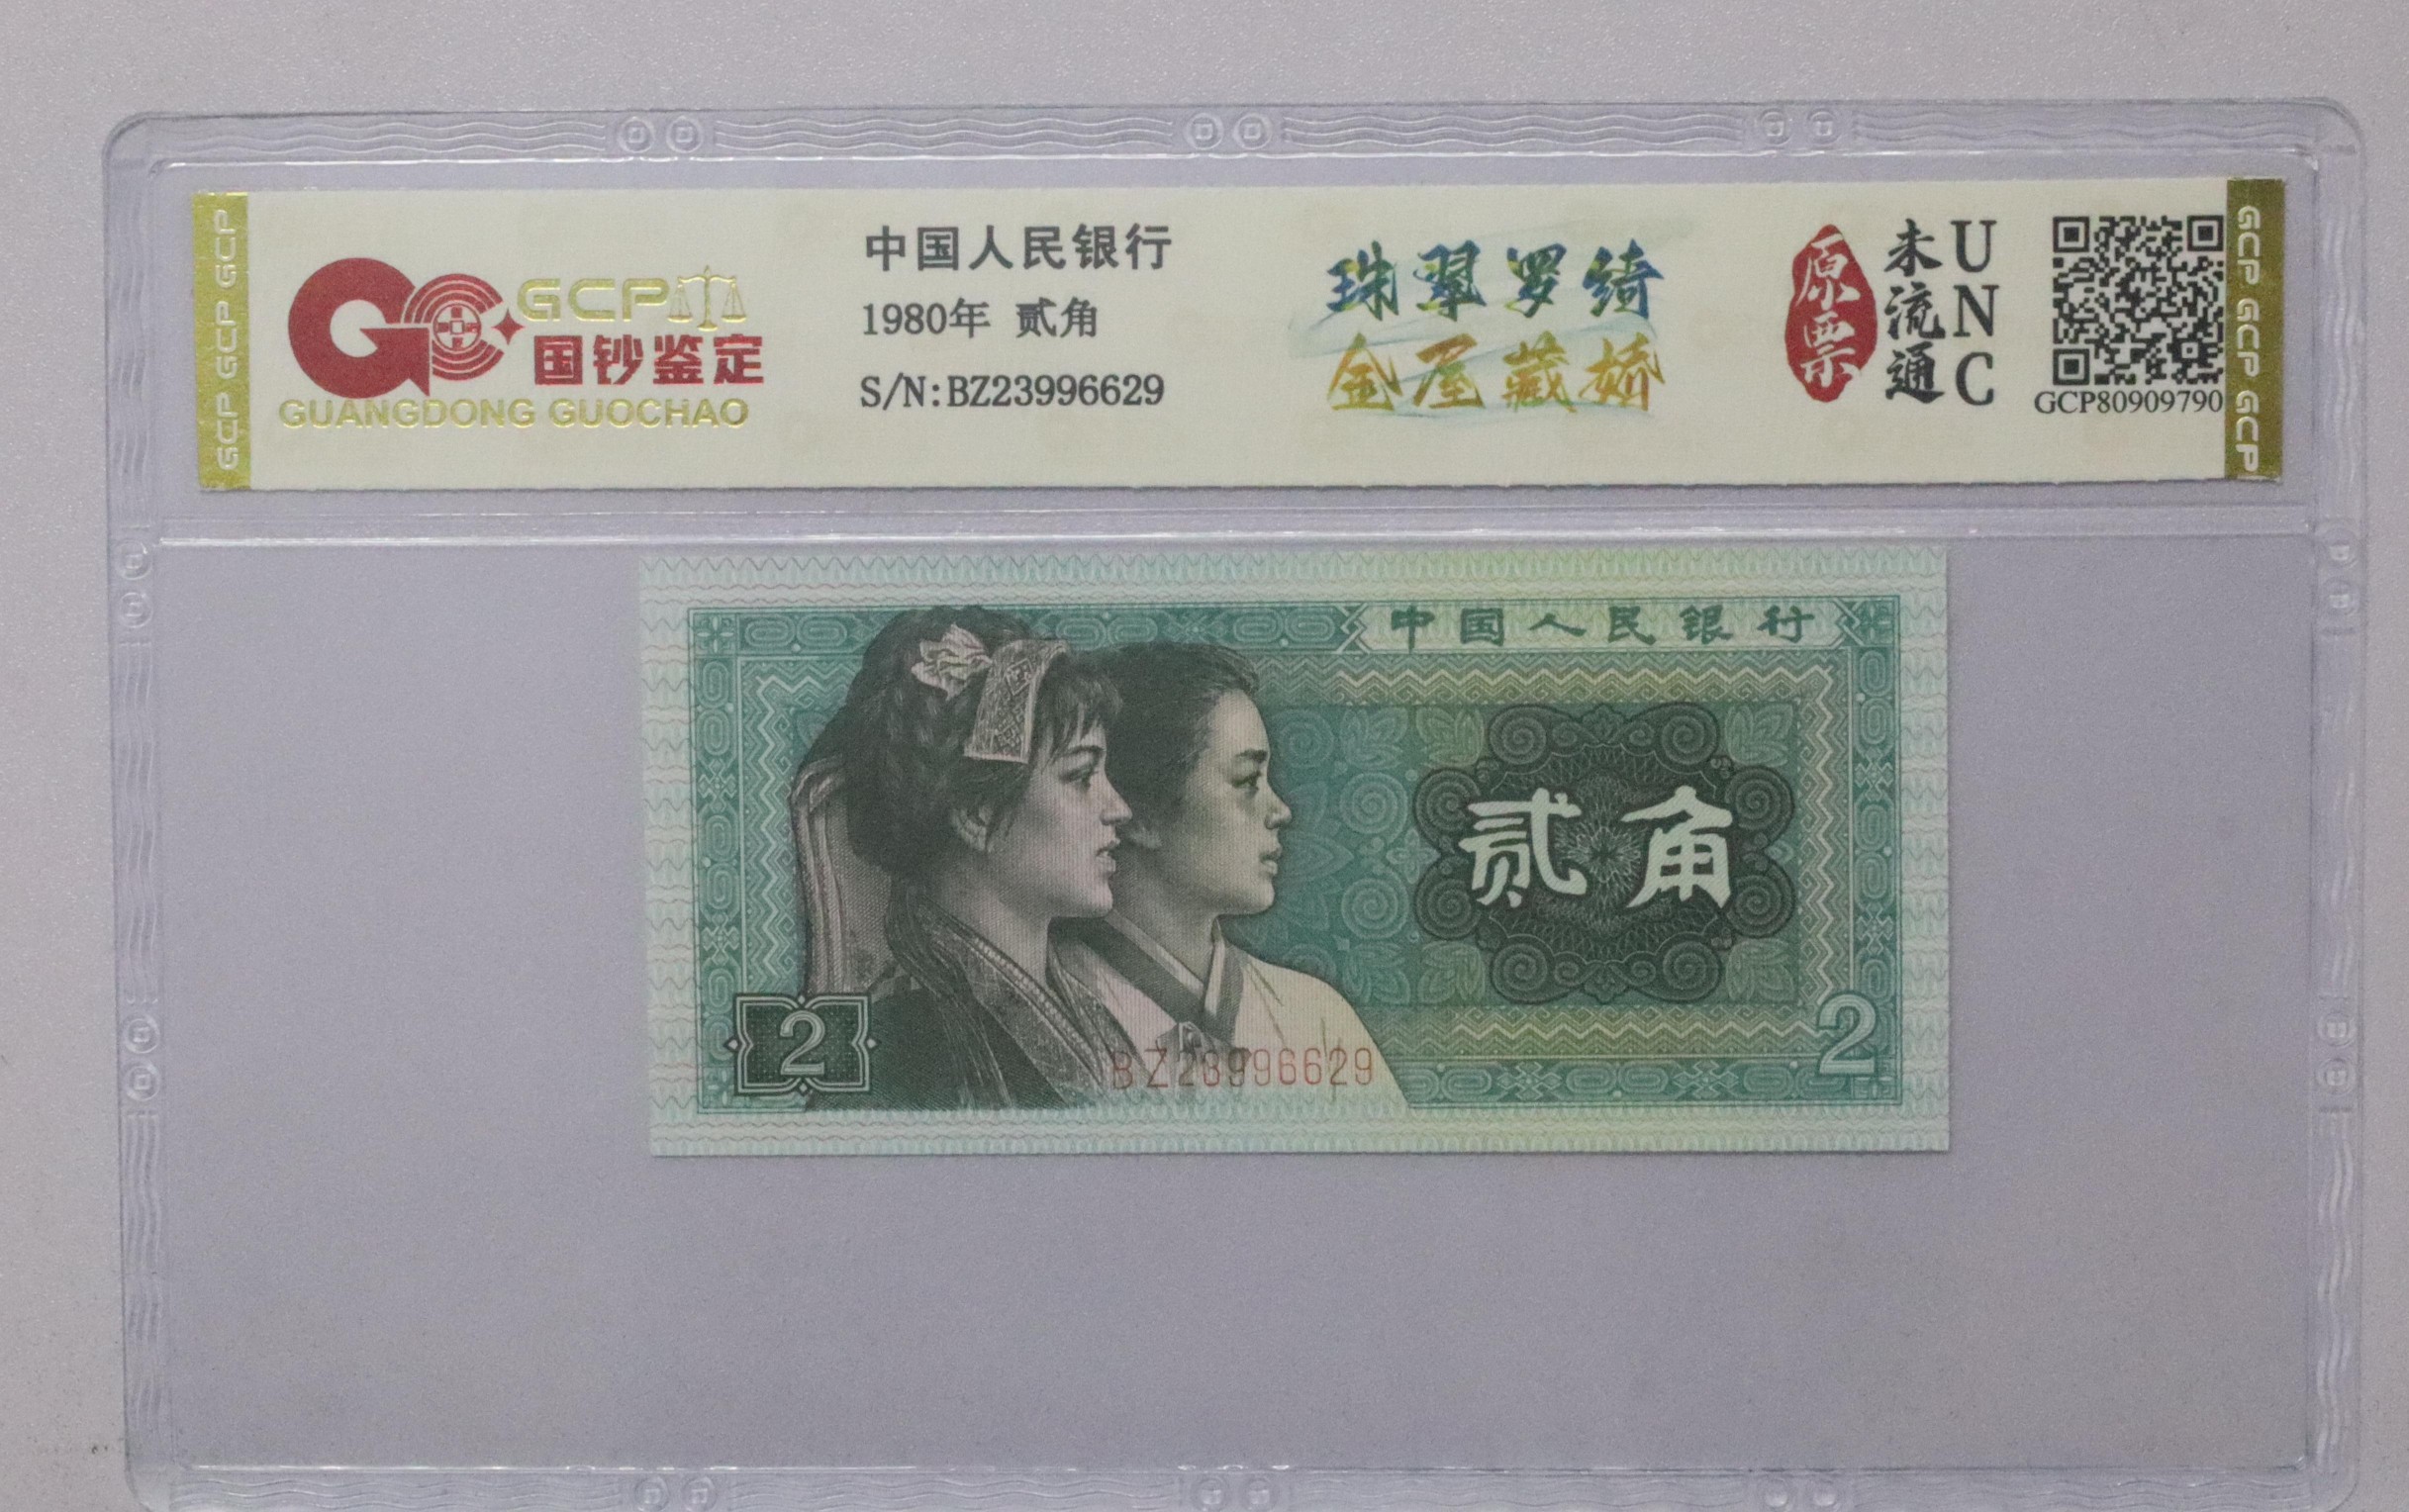 GCP GCP GCP
GCP
国钞鉴定
GUANGDONG GUOCHAO
中国人民银行
1980年 贰角
S/N:BZ23996629
珠翠罗绮
金屋藏娇
原票
未流通
UNC
GCP80909790
GCP GCP GCP
中国人民银行
贰角
2
BZ23996629
2